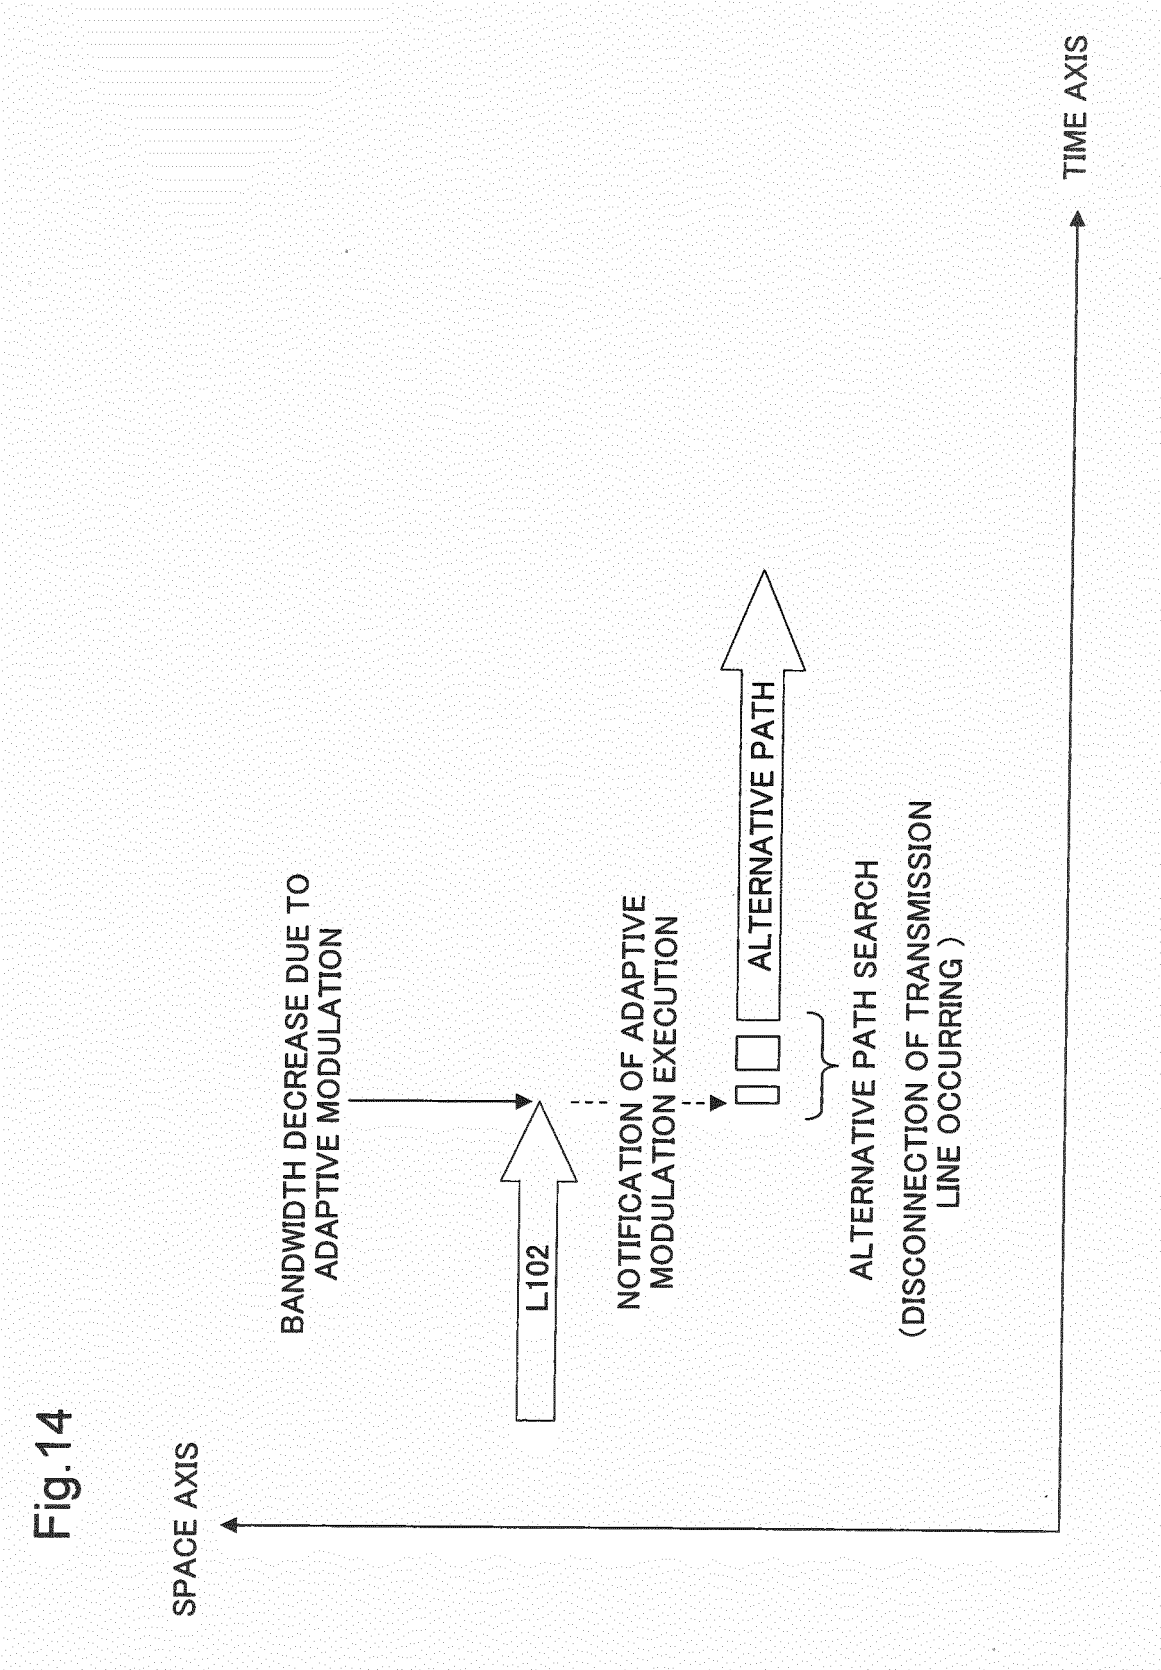 Fig.14
SPACE AXIS
BANDWIDTH DECREASE DUE TO
ADAPTIVE MODULATION
L102
NOTIFICATION OF ADAPTIVE
MODULATION EXECUTION
ALTERNATIVE PATH
ALTERNATIVE PATH SEARCH
(DISCONNECTION OF TRANSMISSION
LINE OCCURRING)
TIME AXIS